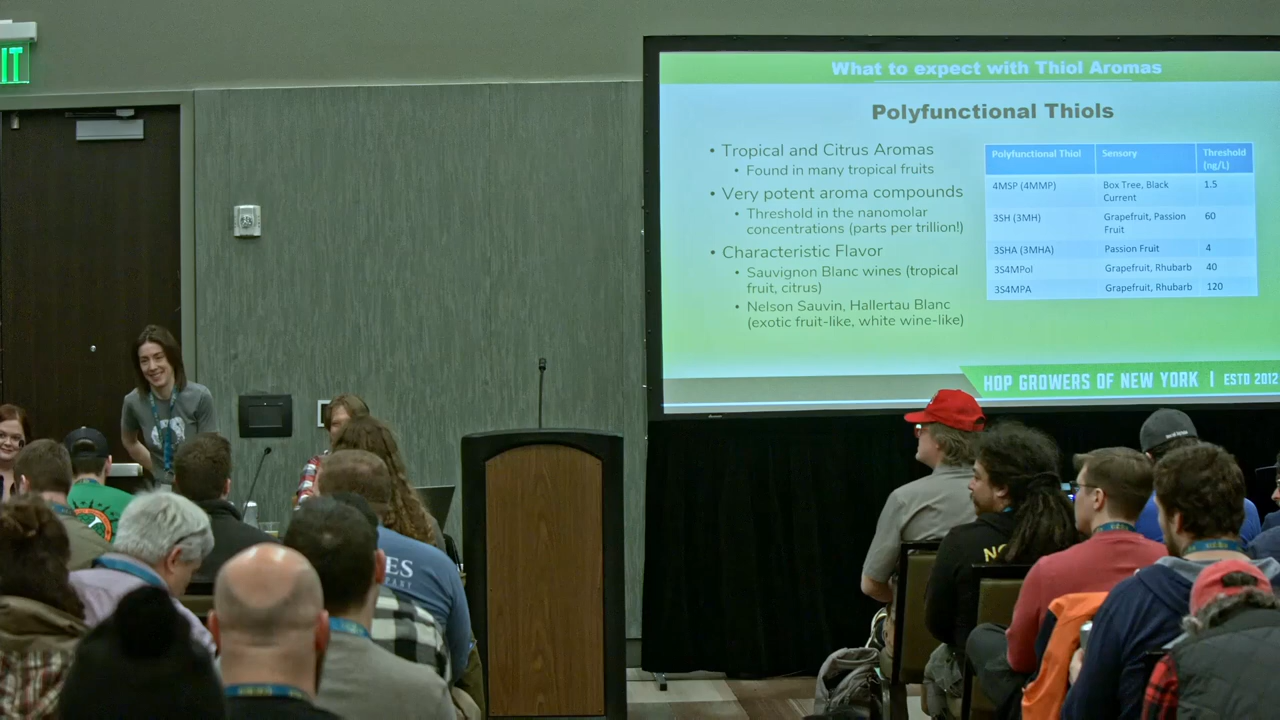 IT
What to expect with Thiol Aromas
Polyfunctional Thiols
• Tropical and Citrus Aromas
• Found in many tropical fruits
• Very potent aroma compounds
• Threshold in the nanomolar
concentrations (parts per trillion!)
• Characteristic Flavor
• Sauvignon Blanc wines (tropical
fruit, citrus)
• Nelson Sauvin, Hallertau Blanc
(exotic fruit-like, white wine-like)
Polyfunctional Thiol Sensory Threshold
(ng/L)
4MSP (4MMP) Box Tree, Black
Current 1.5
3SH (3MH) Grapefruit, Passion
Fruit 60
3SHA (3MHA) Passion Fruit 4
3S4MPol Grapefruit, Rhubarb 40
3S4MPA Grapefruit, Rhubarb 120
HOP GROWERS OF NEW YORK | ESTD 2012
ES
NO